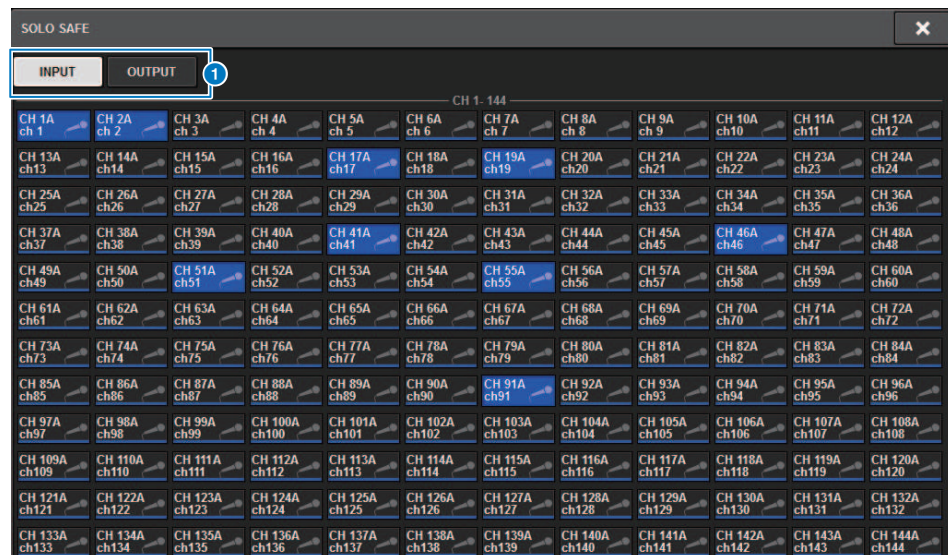 SOLO SAFE
INPUT OUTPUT 1
CH 1- 144
CH 1A CH 2A CH 3A CH 4A CH 5A CH 6A CH 7A CH 8A CH 9A CH 10A CH 11A CH 12A
ch 1 ch 2 ch 3 ch 4 ch 5 ch 6 ch 7 ch 8 ch 9 ch10 ch11 ch12
CH 13A CH 14A CH 15A CH 16A CH 17A CH 18A CH 19A CH 20A CH 21A CH 22A CH 23A CH 24A
ch13 ch14 ch15 ch16 ch17 ch18 ch19 ch20 ch21 ch22 ch23 ch24
CH 25A CH 26A CH 27A CH 28A CH 29A CH 30A CH 31A CH 32A CH 33A CH 34A CH 35A CH 36A
ch25 ch26 ch27 ch28 ch29 ch30 ch31 ch32 ch33 ch34 ch35 ch36
CH 37A CH 38A CH 39A CH 40A CH 41A CH 42A CH 43A CH 44A CH 45A CH 46A CH 47A CH 48A
ch37 ch38 ch39 ch40 ch41 ch42 ch43 ch44 ch45 ch46 ch47 ch48
CH 49A CH 50A CH 51A CH 52A CH 53A CH 54A CH 55A CH 56A CH 57A CH 58A CH 59A CH 60A
ch49 ch50 ch51 ch52 ch53 ch54 ch55 ch56 ch57 ch58 ch59 ch60
CH 61A CH 62A CH 63A CH 64A CH 65A CH 66A CH 67A CH 68A CH 69A CH 70A CH 71A CH 72A
ch61 ch62 ch63 ch64 ch65 ch66 ch67 ch68 ch69 ch70 ch71 ch72
CH 73A CH 74A CH 75A CH 76A CH 77A CH 78A CH 79A CH 80A CH 81A CH 82A CH 83A CH 84A
ch73 ch74 ch75 ch76 ch77 ch78 ch79 ch80 ch81 ch82 ch83 ch84
CH 85A CH 86A CH 87A CH 88A CH 89A CH 90A CH 91A CH 92A CH 93A CH 94A CH 95A CH 96A
ch85 ch86 ch87 ch88 ch89 ch90 ch91 ch92 ch93 ch94 ch95 ch96
CH 97A CH 98A CH 99A CH 100A CH 101A CH 102A CH 103A CH 104A CH 105A CH 106A CH 107A CH 108A
ch97 ch98 ch99 ch100 ch101 ch102 ch103 ch104 ch105 ch106 ch107 ch108
CH 109A CH 110A CH 111A CH 112A CH 113A CH 114A CH 115A CH 116A CH 117A CH 118A CH 119A CH 120A
ch109 ch110 ch111 ch112 ch113 ch114 ch115 ch116 ch117 ch118 ch119 ch120
CH 121A CH 122A CH 123A CH 124A CH 125A CH 126A CH 127A CH 128A CH 129A CH 130A CH 131A CH 132A
ch121 ch122 ch123 ch124 ch125 ch126 ch127 ch128 ch129 ch130 ch131 ch132
CH 133A CH 134A CH 135A CH 136A CH 137A CH 138A CH 139A CH 140A CH 141A CH 142A CH 143A CH 144A
ch133 ch134 ch135 ch136 ch137 ch138 ch139 ch140 ch141 ch142 ch143 ch144